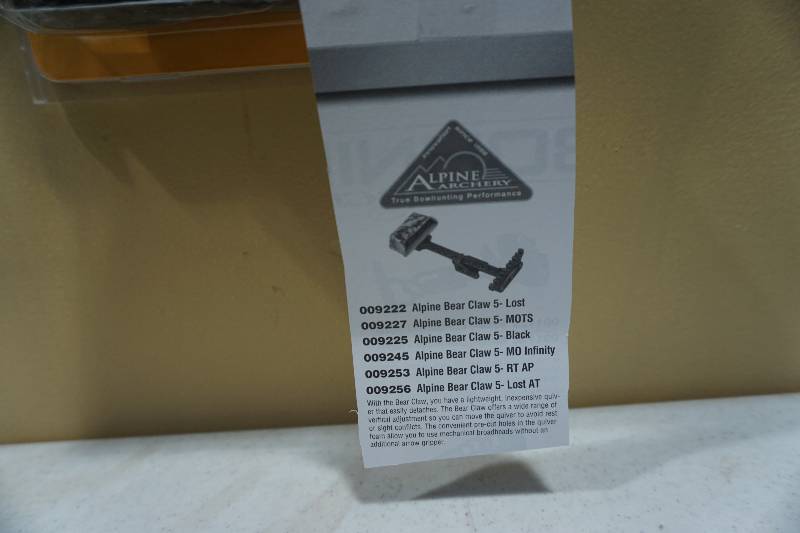 PINNACLE SINCE 1986
ALPINE
ARCHERY
True Bowhunting Performance
009222 Alpine Bear Claw 5- Lost
009227 Alpine Bear Claw 5- MOTS
009225 Alpine Bear Claw 5- Black
009245 Alpine Bear Claw 5- MO Infinity
009253 Alpine Bear Claw 5- RT AP
009256 Alpine Bear Claw 5- Lost AT
With the Bear Claw, you have a lightweight, inexpensive quiv-
er that easily detaches. The Bear Claw offers a wide range of
vertical adjustment so you can move the quiver to avoid rest
or sight conflicts. The convenient pre-cut holes in the quiver
foam allow you to use mechanical broadheads without an
additional arrow gripper.